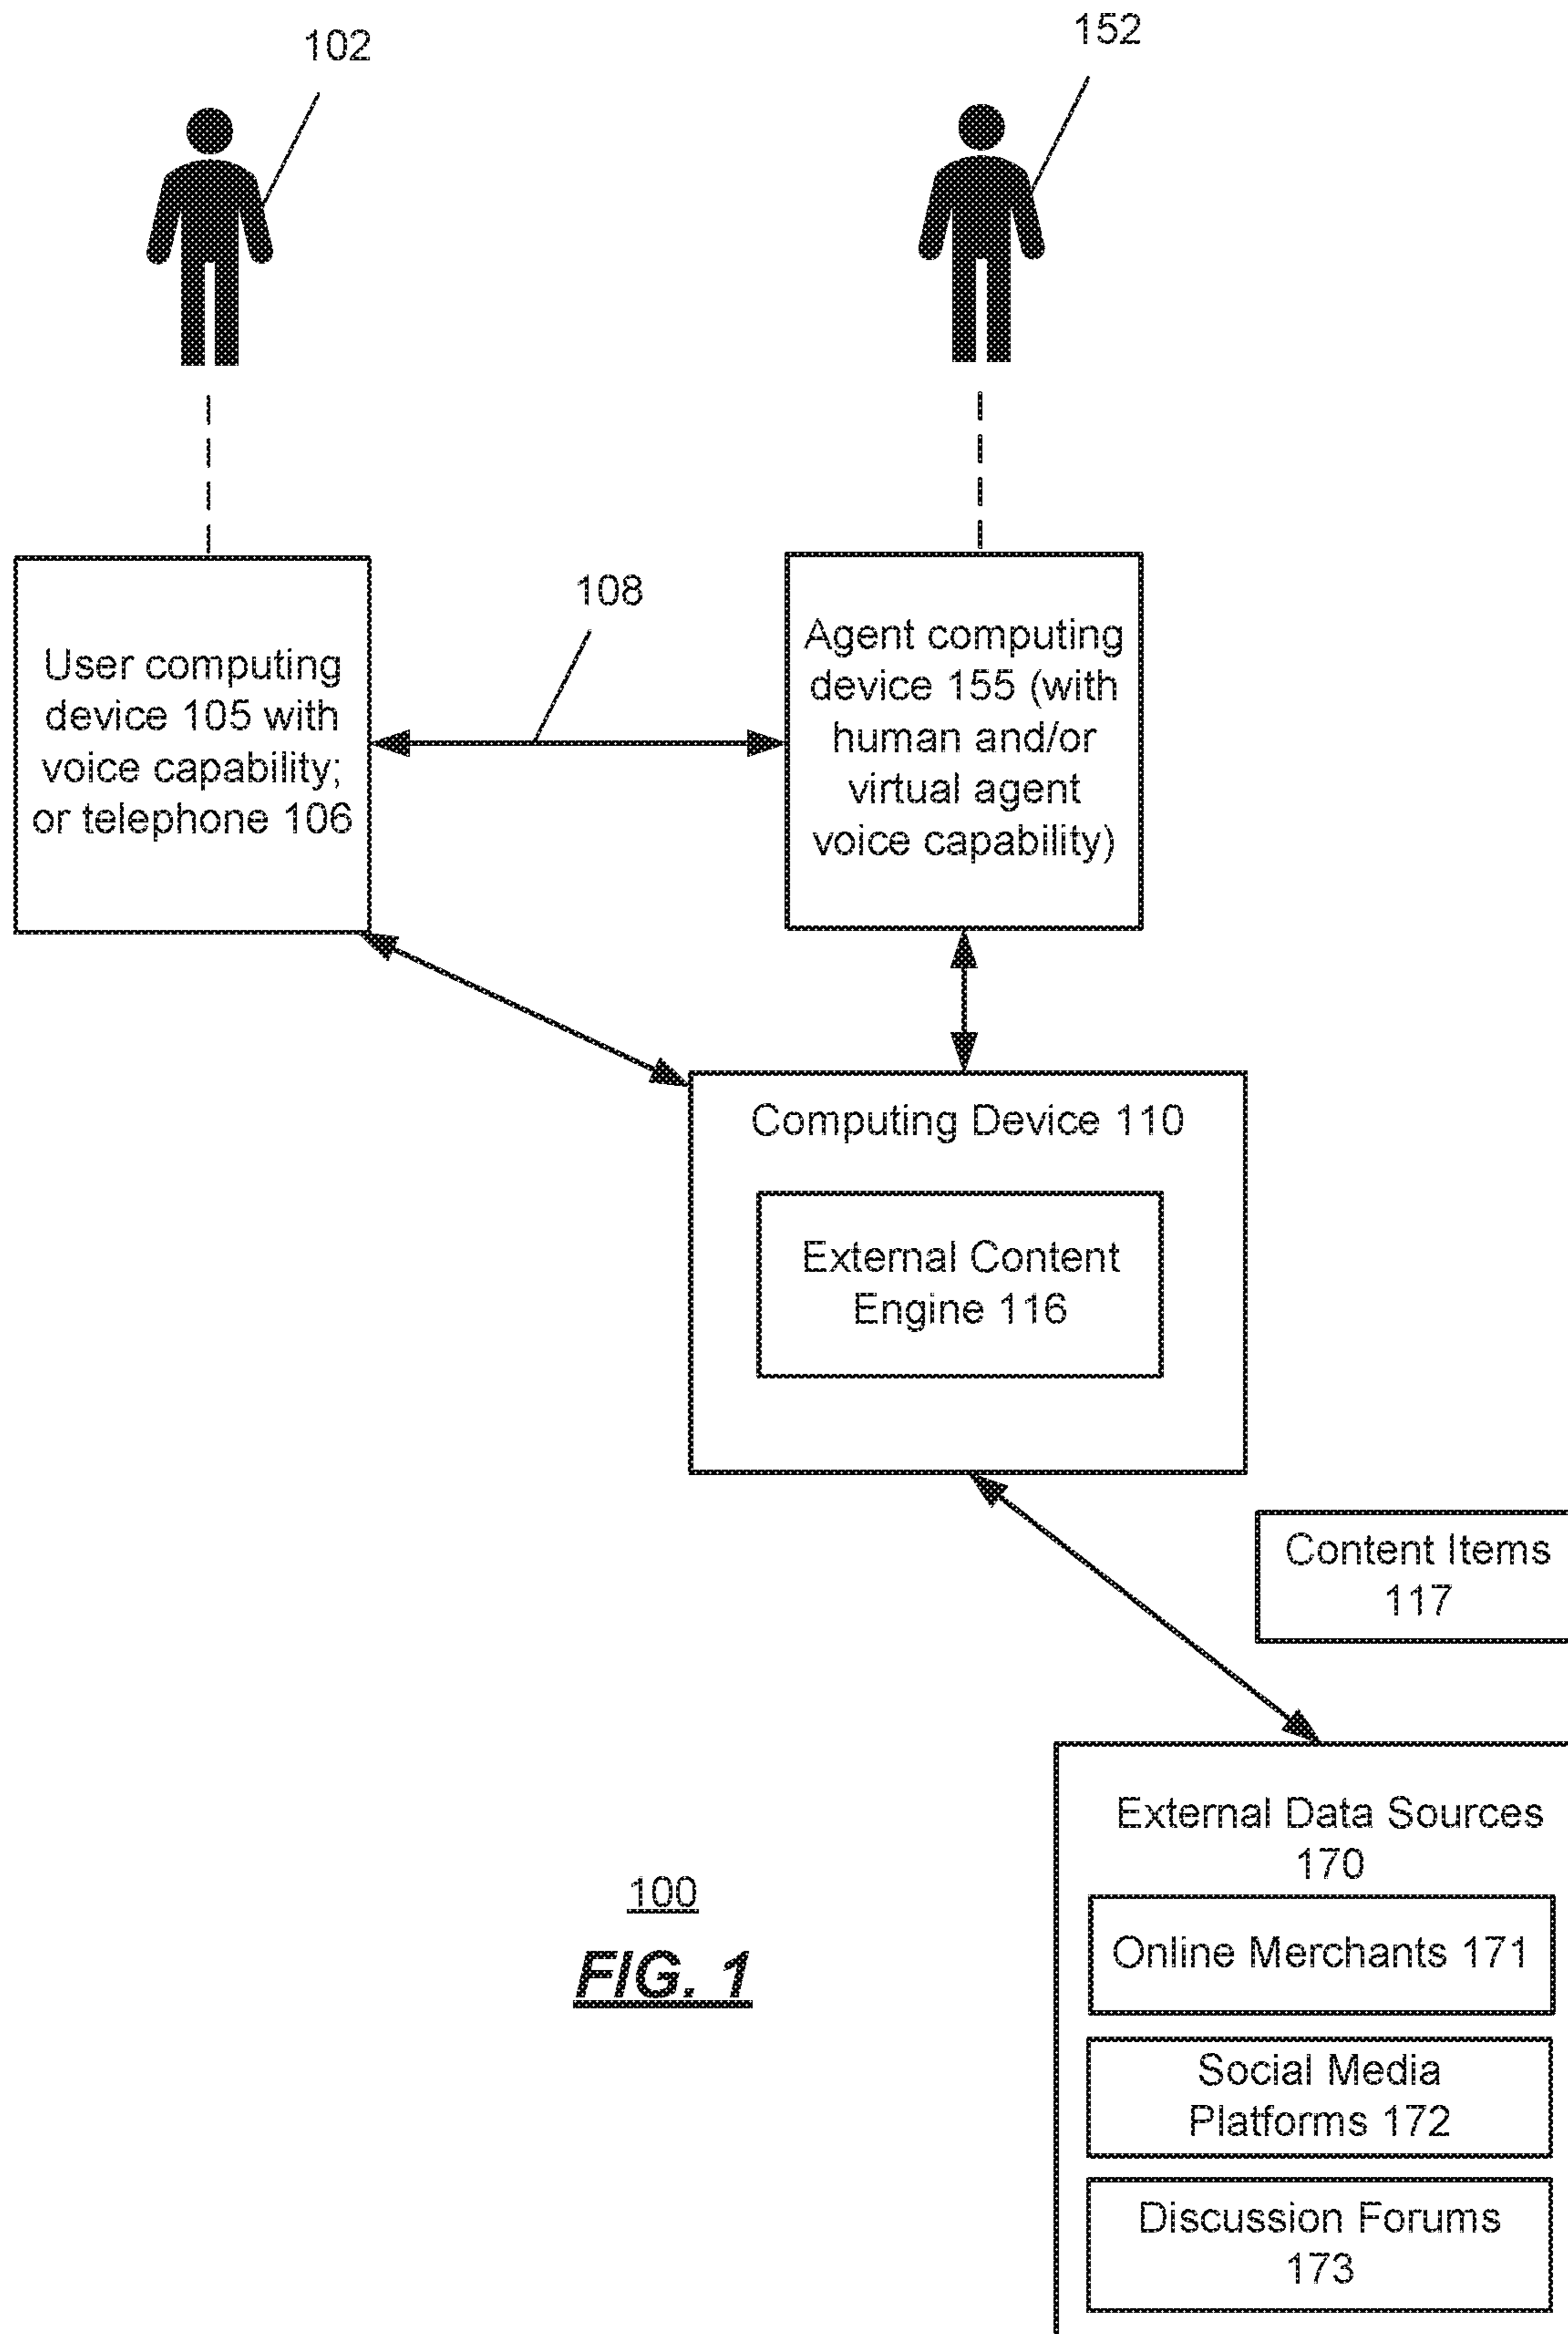 102
152
108
User computing
device 105 with
voice capability;
or telephone 106
Agent computing
device 155 (with
human and/or
virtual agent
voice capability)
Computing Device 110
External Content
Engine 116
Content Items
117
External Data Sources
170
Online Merchants 171
Social Media
Platforms 172
Discussion Forums
173
100
FIG. 1